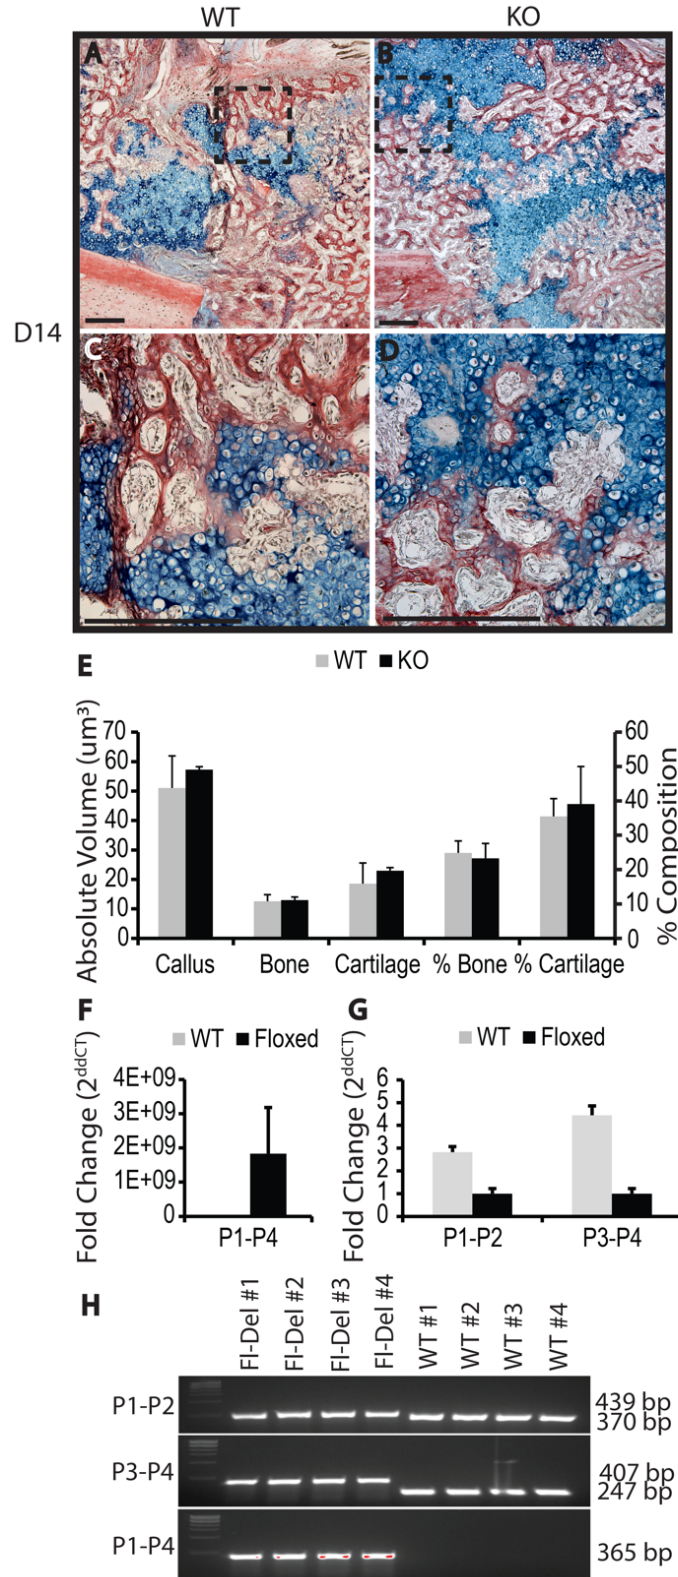 WT KO
A B
D14
C D
E
WT KO
Absolute Volume (um³)
70
60
50
40
30
20
10
0
60
50
40
30
20
10
0
% Composition
Callus Bone Cartilage % Bone % Cartilage
F G
WT Floxed
WT Floxed
Fold Change (2^ddCT)
4E+09
3E+09
2E+09
1E+09
0
P1-P4
Fold Change (2^ddCT)
6
5
4
3
2
1
0
P1-P2 P3-P4
H
Fl-Del #1
Fl-Del #2
Fl-Del #3
Fl-Del #4
WT #1
WT #2
WT #3
WT #4
P1-P2
439 bp
370 bp
P3-P4
407 bp
247 bp
P1-P4
365 bp